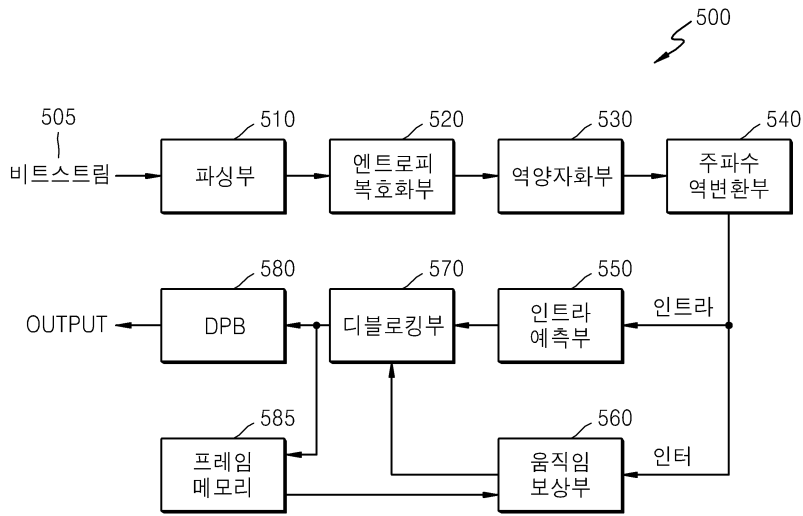 500
505
비트스트림
510
파싱부
520
엔트로피
복호화부
530
역양자화부
540
주파수
역변환부
OUTPUT
580
DPB
570
디블로킹부
550
인트라
예측부
인트라
585
프레임
메모리
560
움직임
보상부
인터